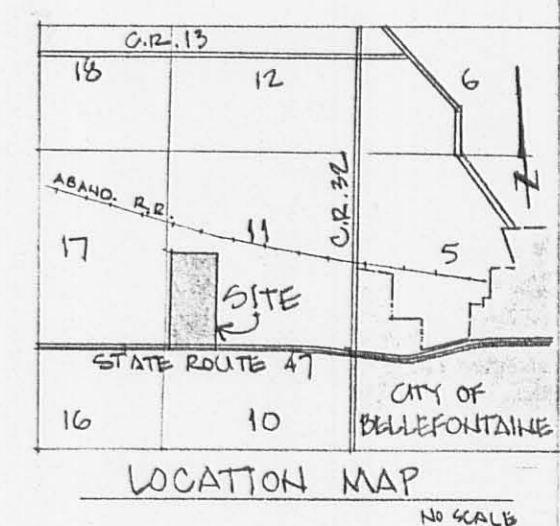 C.R. 13
18
12
6
ABAND. R.R.
C.R. 32
N
17
11
5
SITE
STATE ROUTE 47
16
10
CITY OF
BELLEFONTAINE
LOCATION MAP
NO SCALE